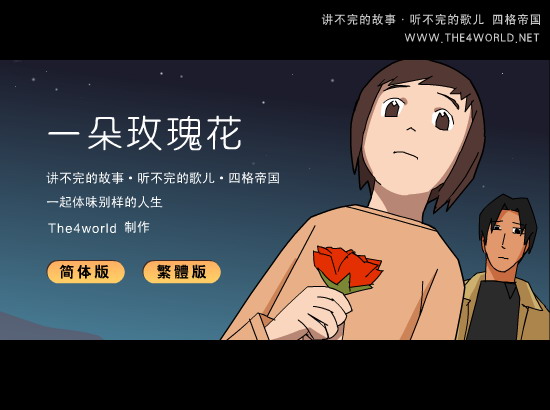 讲不完的故事·听不完的歌儿 四格帝国
WWW.THE4WORLD.NET
一朵玫瑰花
讲不完的故事·听不完的歌儿·四格帝国
一起体味别样的人生
The4world 制作
简体版 繁體版